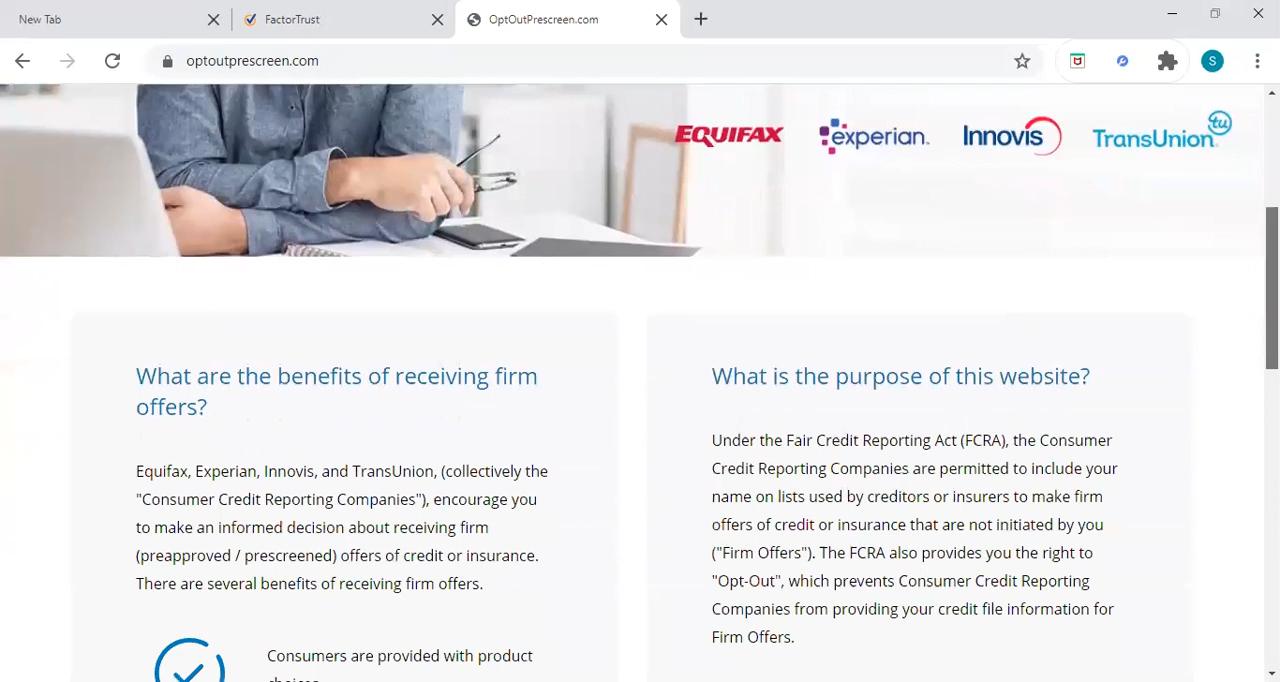 New Tab
FactorTrust
OptOutPrescreen.com
optoutprescreen.com
S
EQUIFAX
experian.
Innovis
TransUnion
tu
What are the benefits of receiving firm
offers?
Equifax, Experian, Innovis, and TransUnion, (collectively the
"Consumer Credit Reporting Companies"), encourage you
to make an informed decision about receiving firm
(preapproved / prescreened) offers of credit or insurance.
There are several benefits of receiving firm offers.
Consumers are provided with product
What is the purpose of this website?
Under the Fair Credit Reporting Act (FCRA), the Consumer
Credit Reporting Companies are permitted to include your
name on lists used by creditors or insurers to make firm
offers of credit or insurance that are not initiated by you
("Firm Offers"). The FCRA also provides you the right to
"Opt-Out", which prevents Consumer Credit Reporting
Companies from providing your credit file information for
Firm Offers.